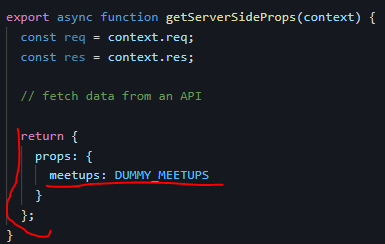 export async function getServerSideProps(context) {
const req = context.req;
const res = context.res;
// fetch data from an API
return {
props: {
meetups: DUMMY_MEETUPS
}
};
}